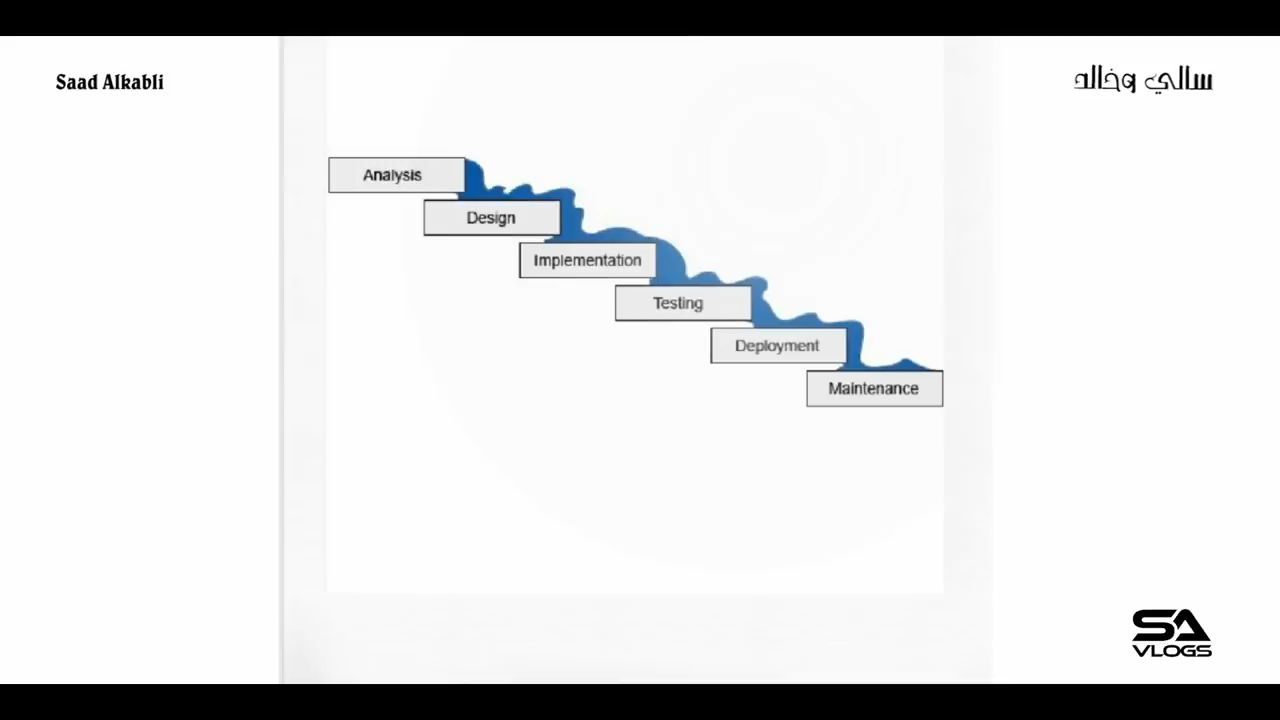 Saad Alkabli
سالي وخالد
Analysis
Design
Implementation
Testing
Deployment
Maintenance
SA
VLOGS